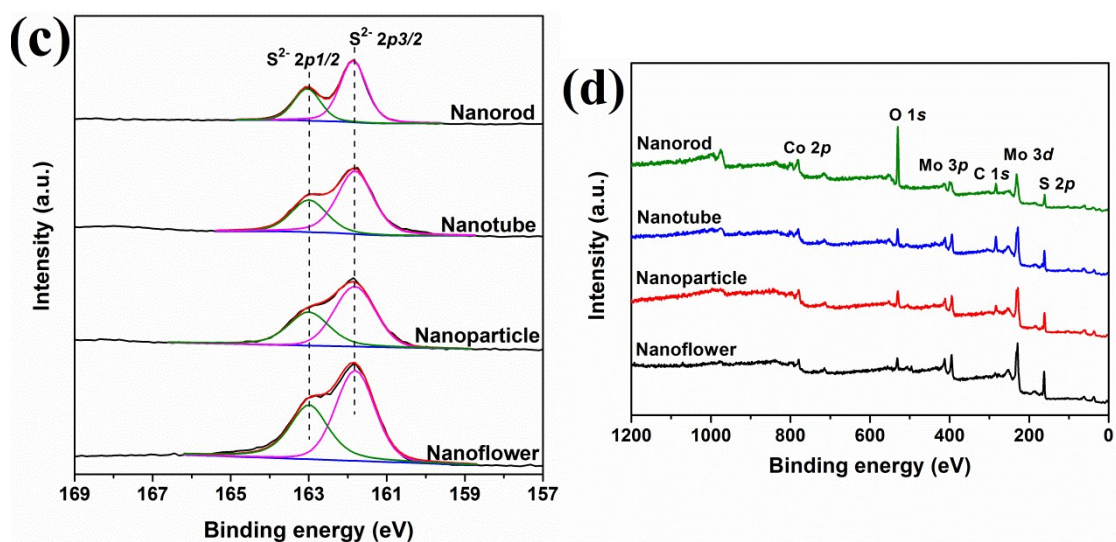 (c)
S²⁻ 2p1/2
S²⁻ 2p3/2
Nanorod
Nanotube
Nanoparticle
Nanoflower
Intensity (a.u.)
169 167 165 163 161 159 157
Binding energy (eV)
(d)
O 1s
Nanorod
Co 2p
Mo 3p
C 1s
Mo 3d
S 2p
Nanotube
Nanoparticle
Nanoflower
Intensity (a.u.)
1200 1000 800 600 400 200 0
Binding energy (eV)